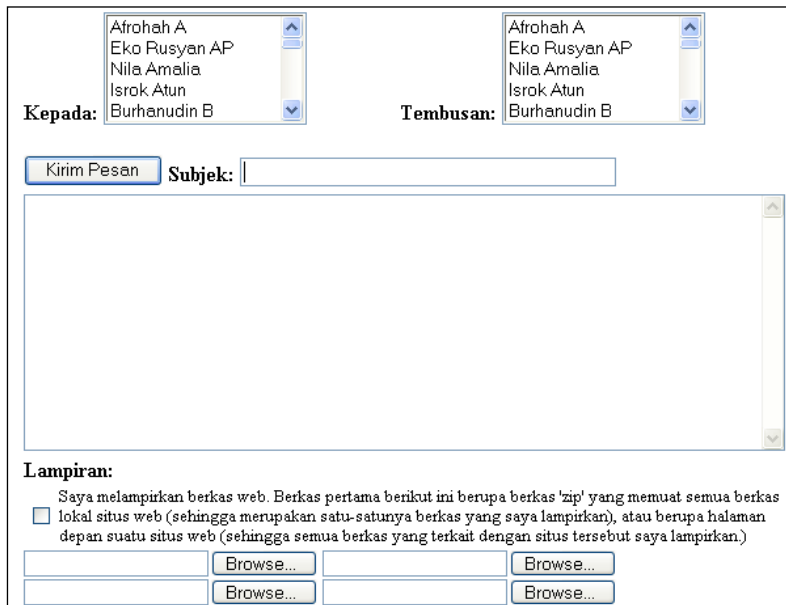 Kepada:
Afrohah A
Eko Rusyan AP
Nila Amalia
Isrok Atun
Burhanudin B
Tembusan:
Afrohah A
Eko Rusyan AP
Nila Amalia
Isrok Atun
Burhanudin B
Kirim Pesan Subjek:
Lampiran:
Saya melampirkan berkas web. Berkas pertama berikut ini berupa berkas 'zip' yang memuat semua berkas
lokal situs web (sehingga merupakan satu-satunya berkas yang saya lampirkan), atau berupa halaman
depan suatu situs web (sehingga semua berkas yang terkait dengan situs tersebut saya lampirkan.)
Browse... Browse...
Browse... Browse...